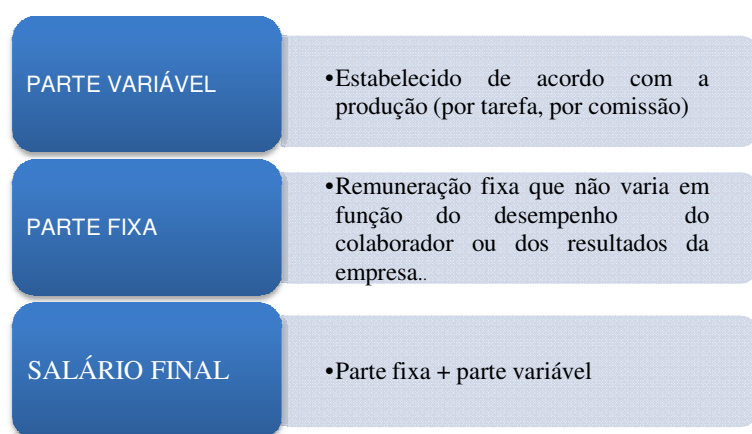 PARTE VARIÁVEL
•Estabelecido de acordo com a
produção (por tarefa, por comissão)
PARTE FIXA
•Remuneração fixa que não varia em
função do desempenho do
colaborador ou dos resultados da
empresa..
SALÁRIO FINAL
•Parte fixa + parte variável